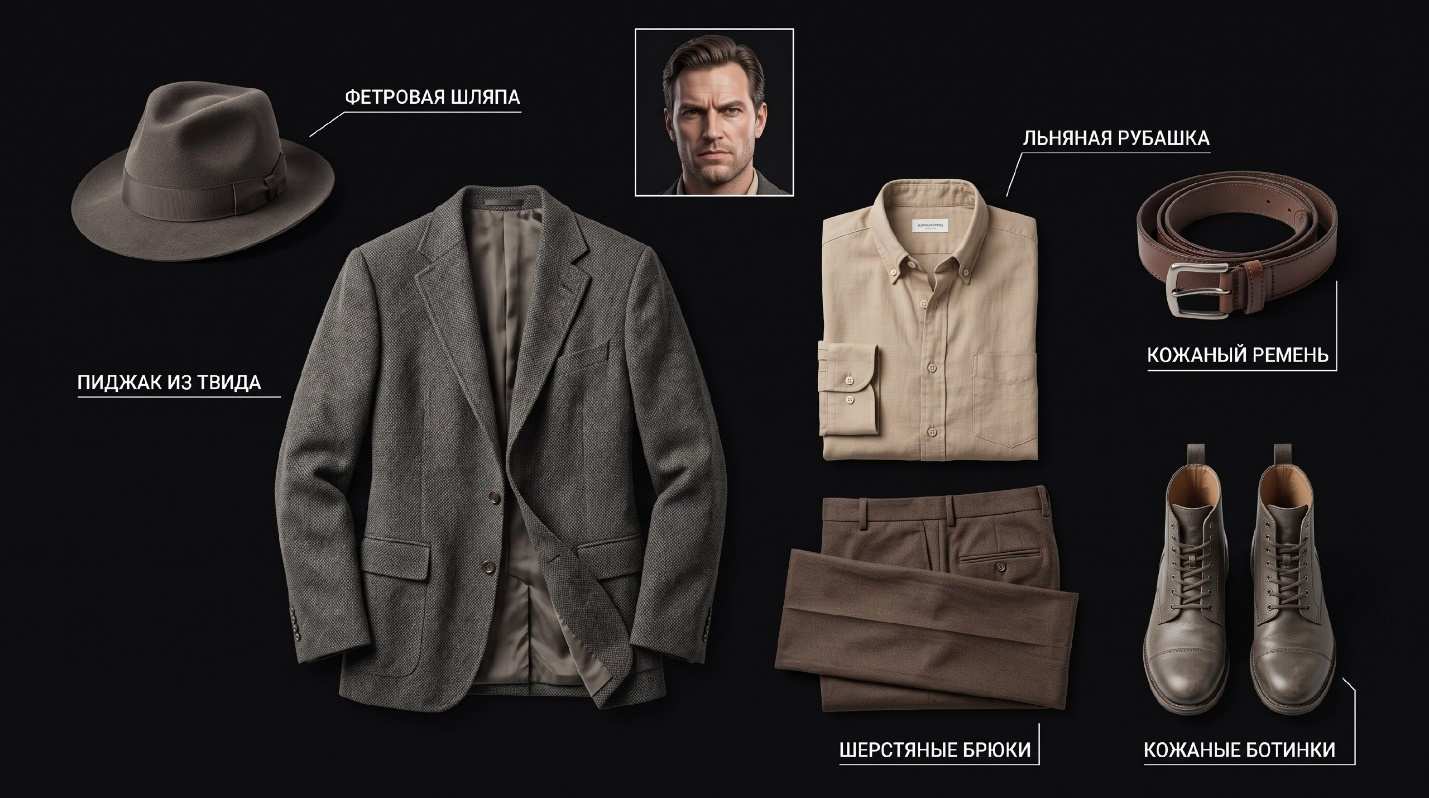 ФЕТРОВАЯ ШЛЯПА
ЛЬНЯНАЯ РУБАШКА
КОЖАНЫЙ РЕМЕНЬ
ПИДЖАК ИЗ ТВИДА
ШЕРСТЯНЫЕ БРЮКИ
КОЖАНЫЕ БОТИНКИ